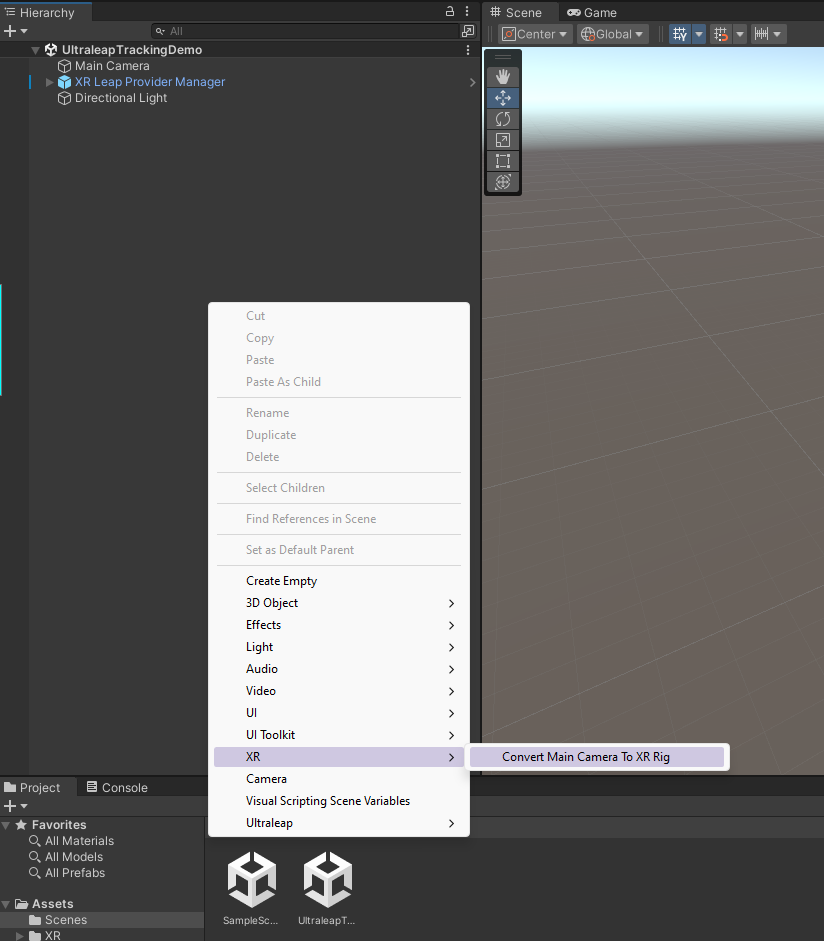 Hierarchy
Scene
Game
All
Center
Global
UltraleapTrackingDemo
Main Camera
XR Leap Provider Manager
Directional Light
Cut
Copy
Paste
Paste As Child
Rename
Duplicate
Delete
Select Children
Find References in Scene
Set as Default Parent
Create Empty
3D Object
Effects
Light
Audio
Video
UI
UI Toolkit
XR
Convert Main Camera To XR Rig
Camera
Visual Scripting Scene Variables
Ultraleap
Project
Console
Favorites
All Materials
All Models
All Prefabs
Assets
Scenes
XR
SampleSc...
UltraleapT...